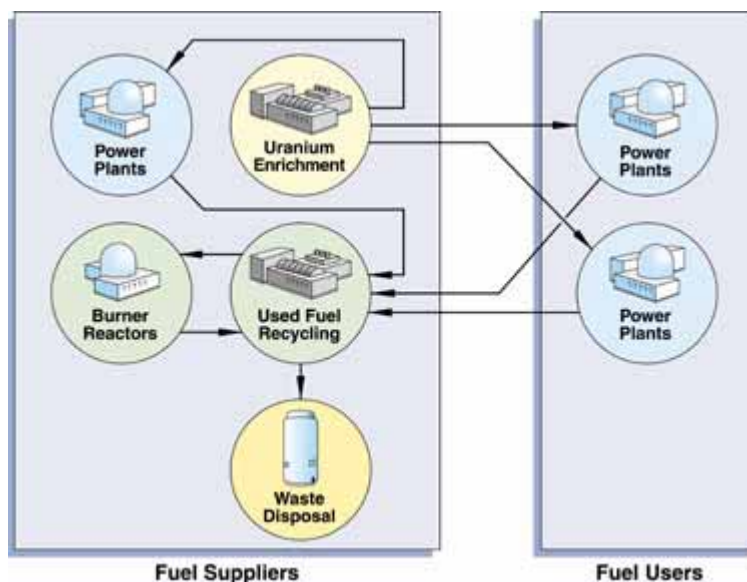 Power
Plants
Uranium
Enrichment
Power
Plants
Burner
Reactors
Used Fuel
Recycling
Power
Plants
Waste
Disposal
Fuel Suppliers
Fuel Users